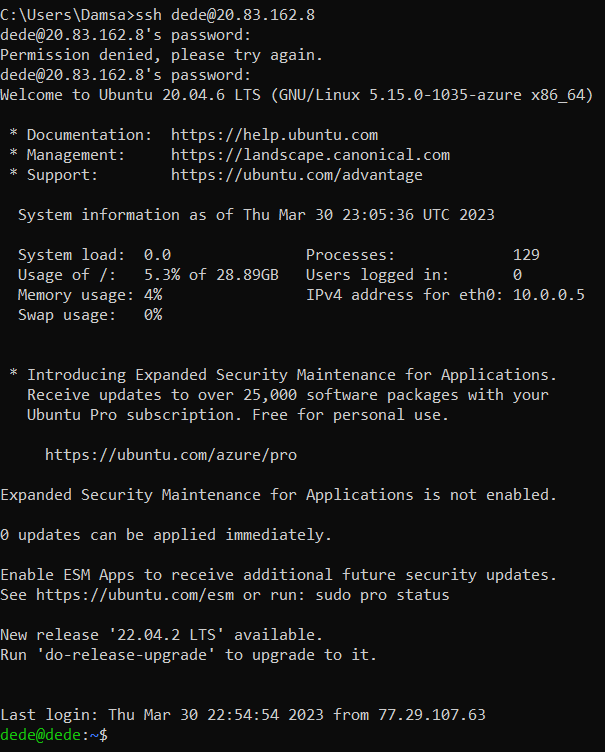 C:\Users\Damsa>ssh dede@20.83.162.8
dede@20.83.162.8's password:
Permission denied, please try again.
dede@20.83.162.8's password:
Welcome to Ubuntu 20.04.6 LTS (GNU/Linux 5.15.0-1035-azure x86_64)
* Documentation:  https://help.ubuntu.com
* Management:     https://landscape.canonical.com
* Support:        https://ubuntu.com/advantage
System information as of Thu Mar 30 23:05:36 UTC 2023
System load:  0.0               Processes:             129
Usage of /:   5.3% of 28.89GB   Users logged in:       0
Memory usage: 4%                IPv4 address for eth0: 10.0.0.5
Swap usage:   0%
* Introducing Expanded Security Maintenance for Applications.
Receive updates to over 25,000 software packages with your
Ubuntu Pro subscription. Free for personal use.
https://ubuntu.com/azure/pro
Expanded Security Maintenance for Applications is not enabled.
0 updates can be applied immediately.
Enable ESM Apps to receive additional future security updates.
See https://ubuntu.com/esm or run: sudo pro status
New release '22.04.2 LTS' available.
Run 'do-release-upgrade' to upgrade to it.
Last login: Thu Mar 30 22:54:54 2023 from 77.29.107.63
dede@dede:~$